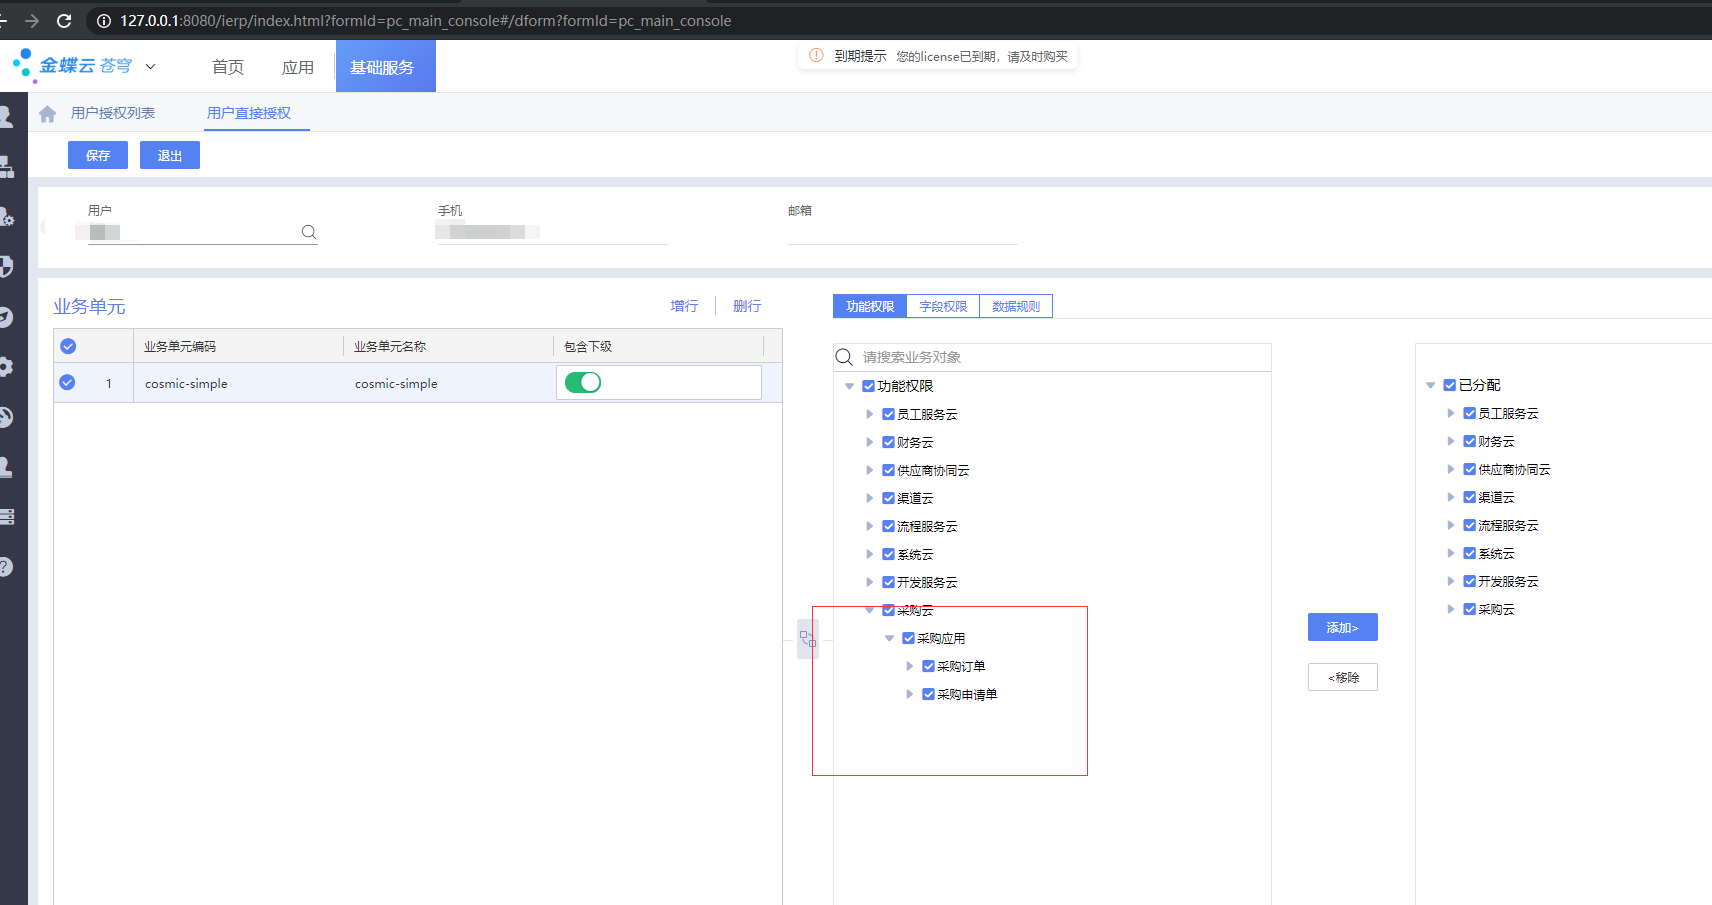 127.0.0.1:8080/ierp/index.html?formId=pc_main_console#/dform?formId=pc_main_console
金蝶云 苍穹
首页
应用
基础服务
到期提示 您的license已到期，请及时购买
用户授权列表
用户直接授权
保存
退出
用户
手机
邮箱
业务单元
增行
删行
业务单元编码
业务单元名称
包含下级
1
cosmic-simple
cosmic-simple
功能权限
字段权限
数据规则
请搜索业务对象
功能权限
员工服务云
财务云
供应商协同云
渠道云
流程服务云
系统云
开发服务云
采购云
采购应用
采购订单
采购申请单
添加>
<移除
已分配
员工服务云
财务云
供应商协同云
渠道云
流程服务云
系统云
开发服务云
采购云